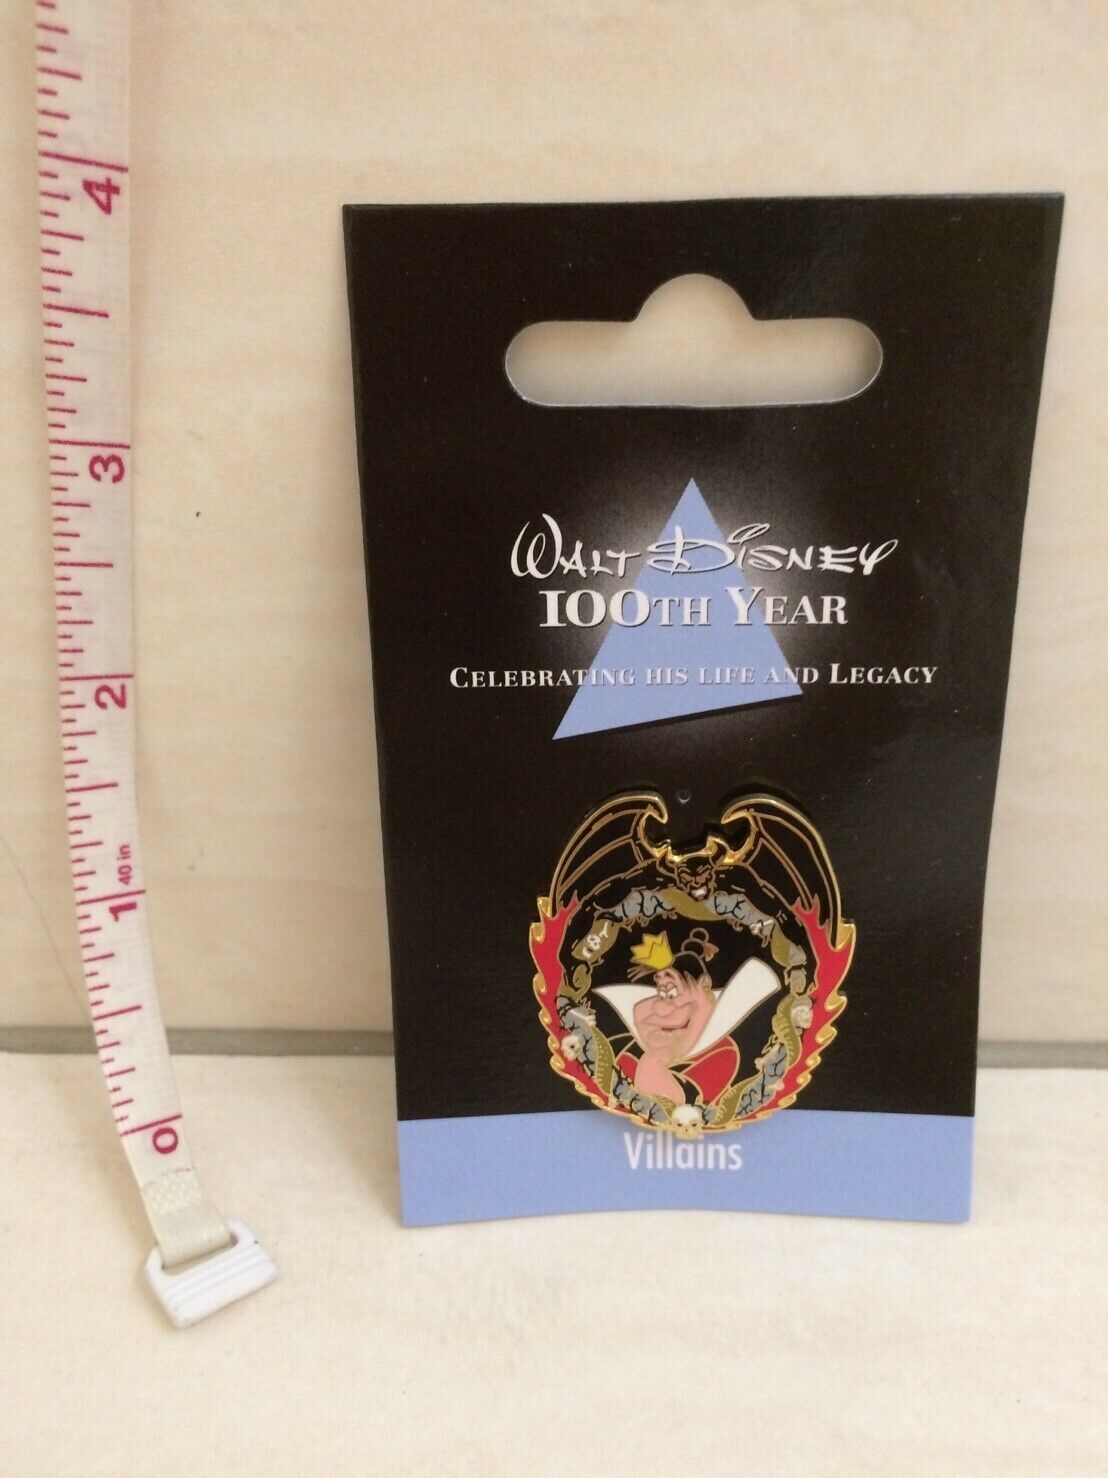 4
3
2
40 in
1
0
WALT DISNEY
100TH YEAR
CELEBRATING HIS LIFE AND LEGACY
Villains